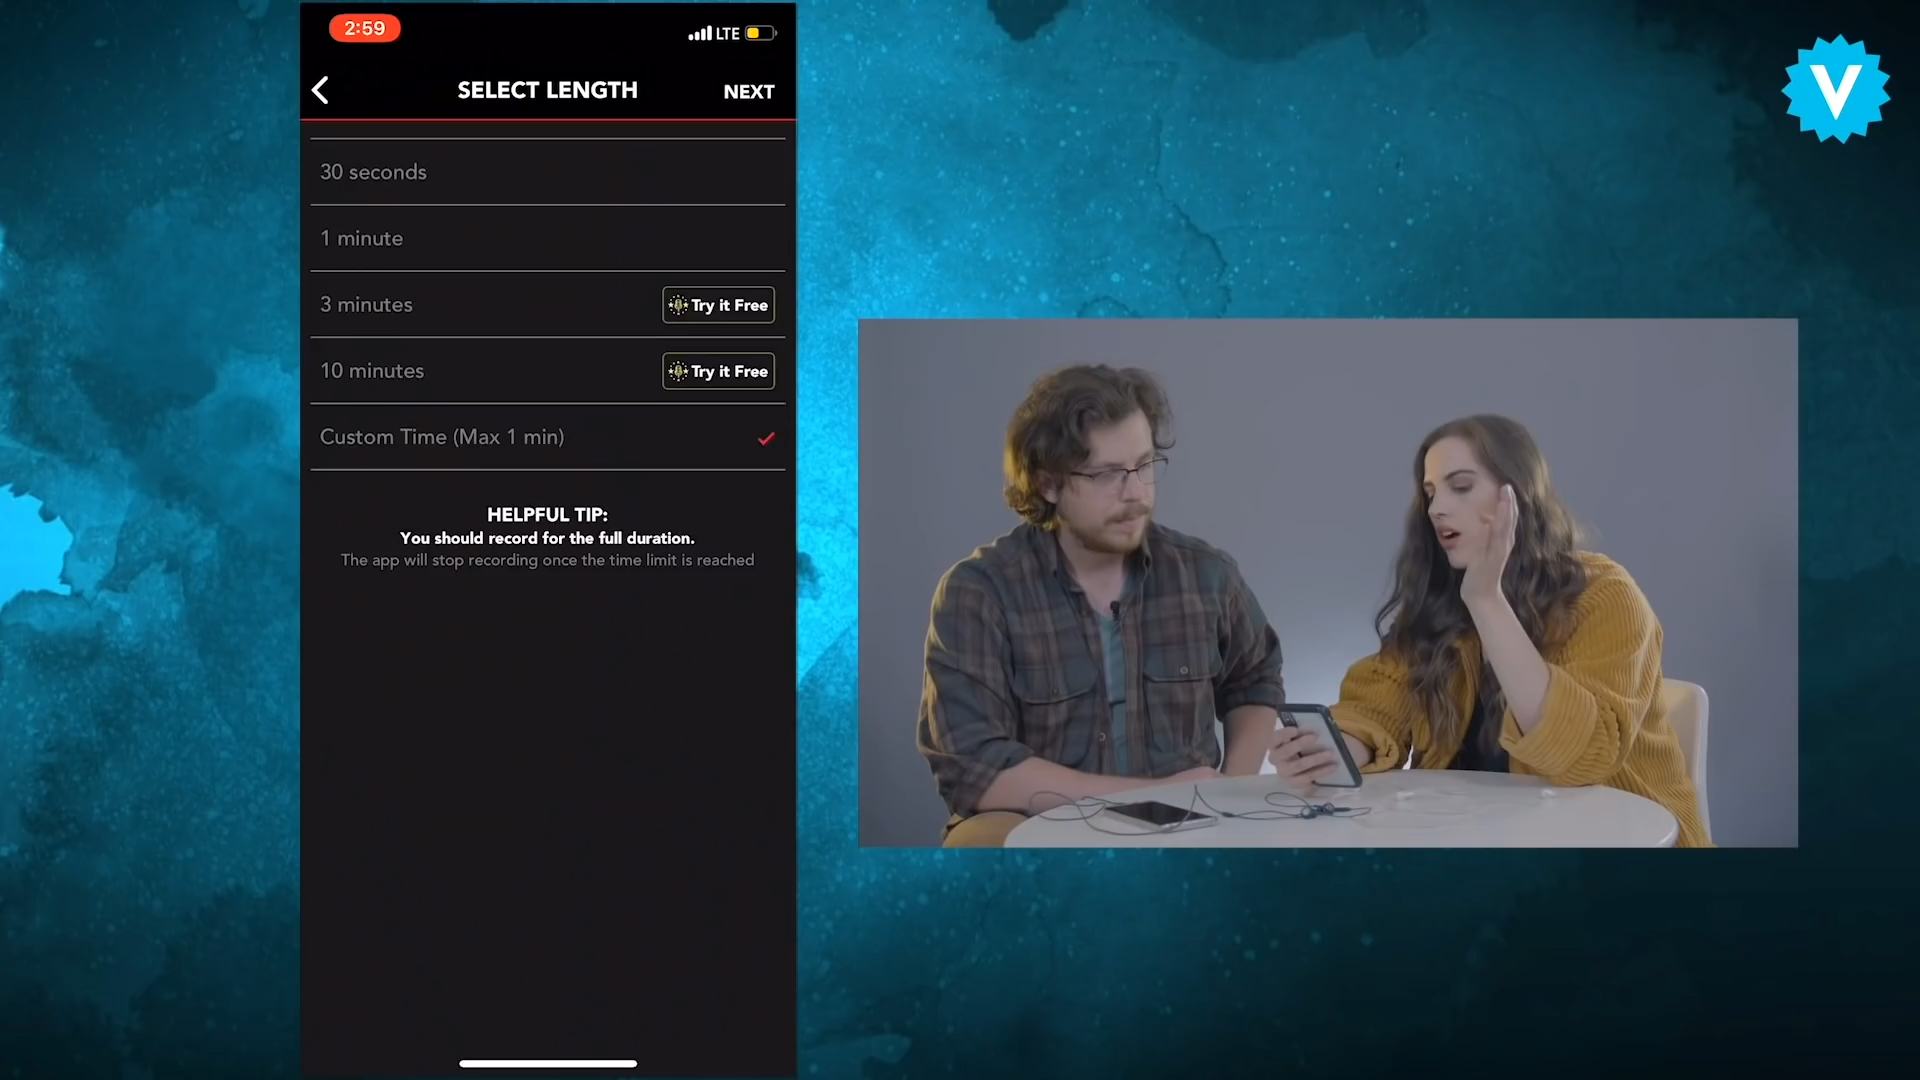 2:59
LTE
SELECT LENGTH
NEXT
30 seconds
1 minute
3 minutes
Try it Free
10 minutes
Try it Free
Custom Time (Max 1 min)
HELPFUL TIP:
You should record for the full duration.
The app will stop recording once the time limit is reached
V